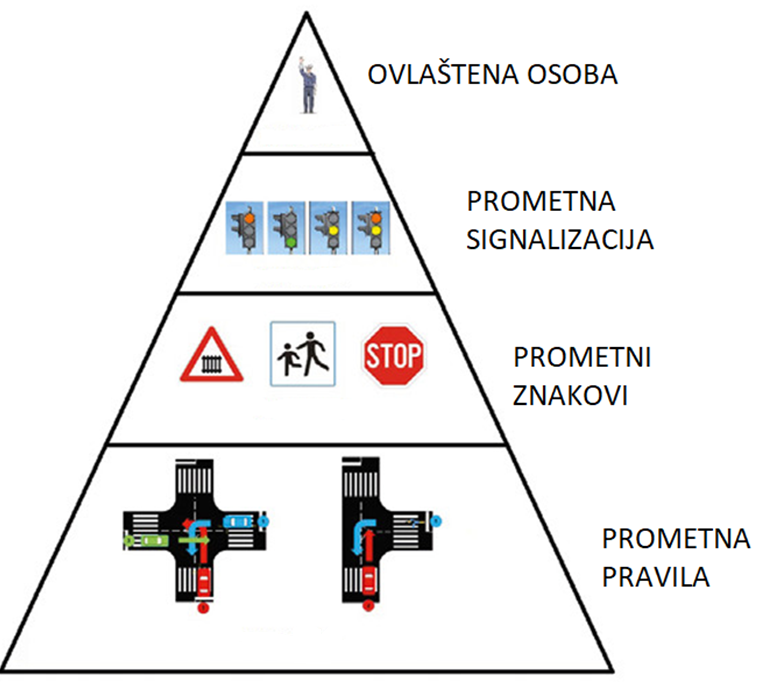 OVLAŠTENA OSOBA
PROMETNA
SIGNALIZACIJA
STOP
PROMETNI
ZNAKOVI
PROMETNA
PRAVILA